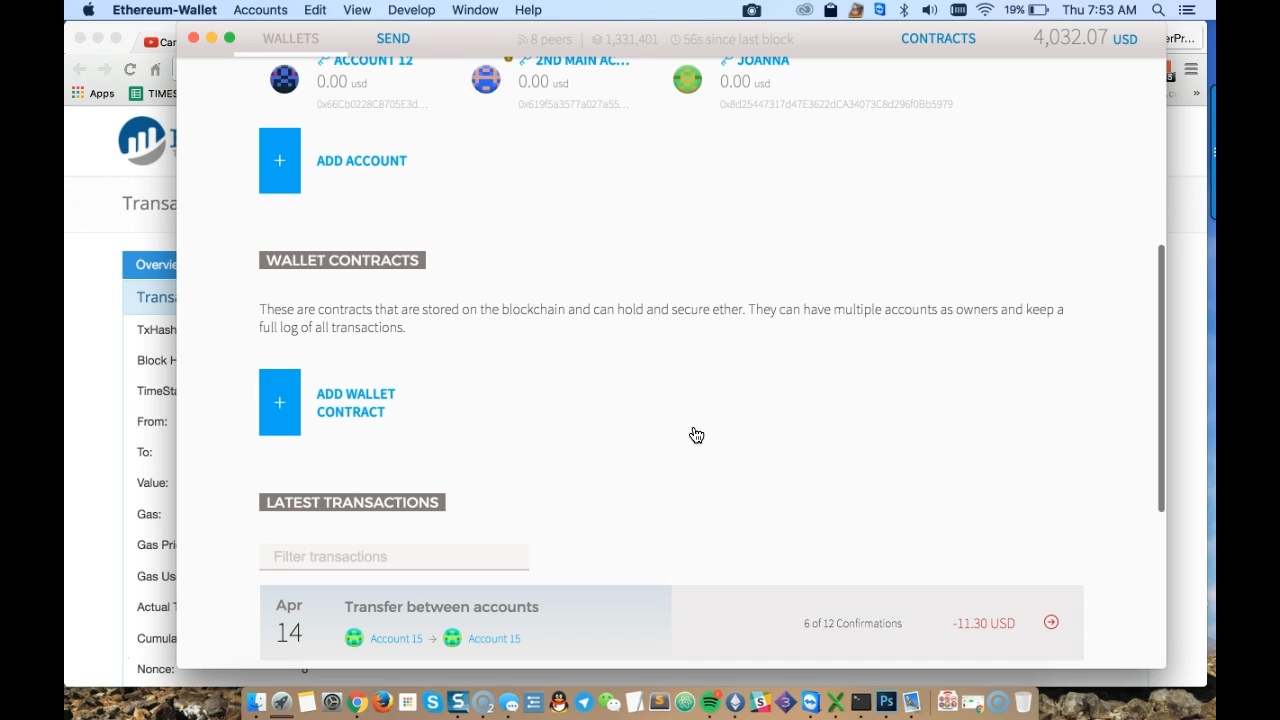 Ethereum-Wallet Accounts Edit View Develop Window Help 19% Thu 7:53 AM
WALLETS SEND 8 peers 1,331,401 56s since last block CONTRACTS 4,032.07 USD
ACCOUNT 12 2ND MAIN AC... JOANNA
0.00 usd 0.00 usd 0.00 usd
0x66Cb0228C8705E3d... 0x619f5a3577a027a55... 0x8d25447317d47E3622dCA34073C8d296f0Bb5979
Apps TIMES
ADD ACCOUNT
Transa
WALLET CONTRACTS
Overvie
Transa
These are contracts that are stored on the blockchain and can hold and secure ether. They can have multiple accounts as owners and keep a
full log of all transactions.
TxHash
Block H
TimeSta
From:
To:
Value:
Gas:
Gas Pri
Gas Us
Actual T
Cumula
Nonce:
ADD WALLET
CONTRACT
LATEST TRANSACTIONS
Filter transactions
Apr
14
Transfer between accounts
Account 15 → Account 15
6 of 12 Confirmations -11.30 USD